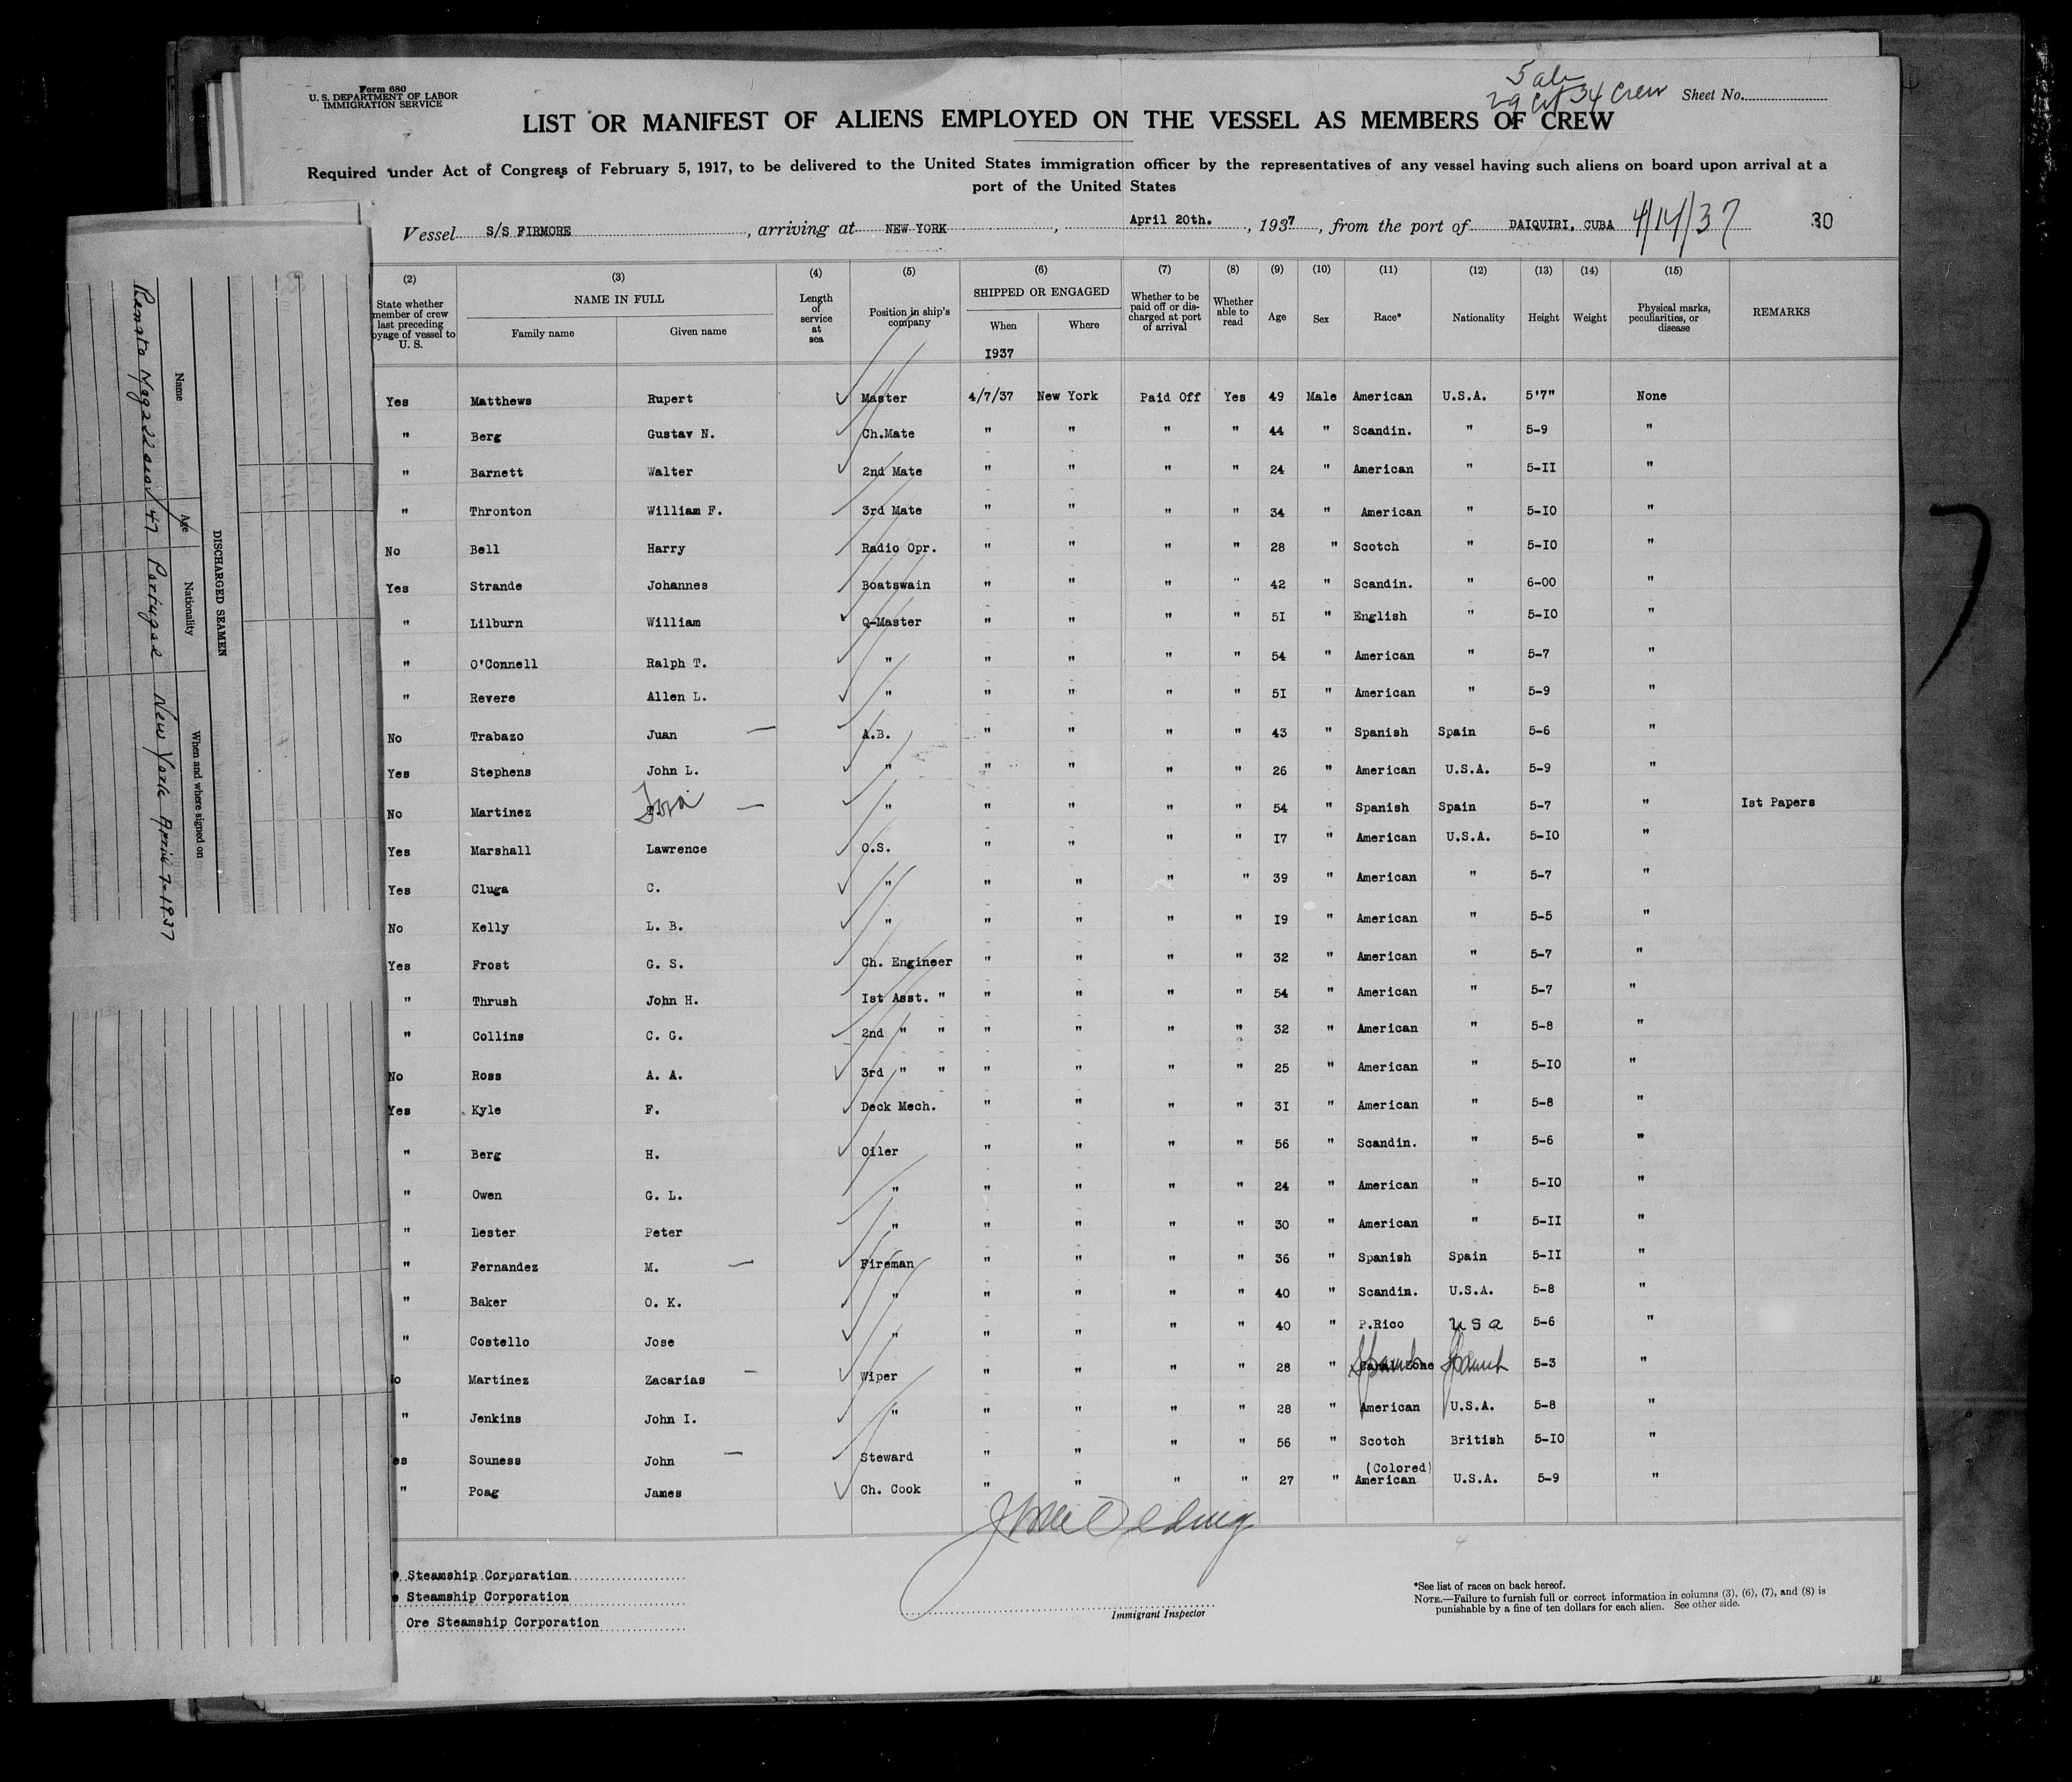 Form 680
U. S. DEPARTMENT OF LABOR
IMMIGRATION SERVICE
5 ali
29 Cit 34 Crew
Sheet No.
LIST OR MANIFEST OF ALIENS EMPLOYED ON THE VESSEL AS MEMBERS OF CREW
Required under Act of Congress of February 5, 1917, to be delivered to the United States immigration officer by the representatives of any vessel having such aliens on board upon arrival at a
port of the United States
Vessel S/S FIRMORE , arriving at NEW YORK , April 20th. , 1937 , from the port of DAIQUIRI, CUBA 4/14/37 30
(2) (3) (4) (5) (6) (7) (8) (9) (10) (11) (12) (13) (14) (15)
State whether member of crew last preceding oyage of vessel to U. S. NAME IN FULL Family name Given name Length of service at sea Position in ship's company SHIPPED OR ENGAGED When Where Whether to be paid off or discharged at port of arrival Whether able to read Age Sex Race* Nationality Height Weight Physical marks, peculiarities, or disease REMARKS
1937
Yes Matthews Rupert Master 4/7/37 New York Paid Off Yes 49 Male American U.S.A. 5'7" None
" Berg Gustav N. Ch.Mate " " " " 44 " Scandin. " 5-9 "
" Barnett Walter 2nd Mate " " " " 24 " American " 5-II "
" Thronton William F. 3rd Mate " " " " 34 " American " 5-I0 "
No Bell Harry Radio Opr. " " " " 28 " Scotch " 5-I0 "
Yes Strande Johannes Boatswain " " " " 42 " Scandin. " 6-00 "
" Lilburn William Q-Master " " " " 5I " English " 5-I0 "
" O'Connell Ralph T. " " " " " 54 " American " 5-7 "
" Revere Allen L. " " " " " 5I " American " 5-9 "
No Trabazo Juan — A.B. " " " " 43 " Spanish Spain 5-6 "
Yes Stephens John L. " " " " " 26 " American U.S.A. 5-9 "
No Martinez — " " " " " 54 " Spanish Spain 5-7 " Ist Papers
Yes Marshall Lawrence O.S. " " " " I7 " American U.S.A. 5-I0 "
Yes Cluga C. " " " " " 39 " American " 5-7 "
No Kelly L. B. " " " " " I9 " American " 5-5 "
Yes Frost G. S. Ch. Engineer " " " " 32 " American " 5-7 "
" Thrush John H. Ist Asst. " " " " " 54 " American " 5-7 "
" Collins C. G. 2nd " " " " " " 32 " American " 5-8 "
No Ross A. A. 3rd " " " " " " 25 " American " 5-I0 "
Yes Kyle F. Deck Mech. " " " " 3I " American " 5-8 "
" Berg H. Oiler " " " " 56 " Scandin. " 5-6 "
" Owen G. L. " " " " " 24 " American " 5-I0 "
" Lester Peter " " " " " 30 " American " 5-II "
" Fernandez M. — Fireman " " " " 36 " Spanish Spain 5-II "
" Baker O. K. " " " " " 40 " Scandin. U.S.A. 5-8 "
" Costello Jose " " " " " 40 " P.Rico U S A 5-6 "
o Martinez Zacarias — Wiper " " " " 28 " Canal Zone Spanish Spanish 5-3 "
" Jenkins John I. " " " " " 28 " American U.S.A. 5-8 "
es Souness John — Steward " " " " 56 " Scotch British 5-I0 "
" Poag James Ch. Cook " " " " 27 " (Colored) American U.S.A. 5-9 "
Steamship Corporation
Steamship Corporation
Ore Steamship Corporation
Immigrant Inspector
*See list of races on back hereof.
NOTE.—Failure to furnish full or correct information in columns (3), (6), (7), and (8) is
punishable by a fine of ten dollars for each alien. See other side.
DISCHARGED SEAMEN
Name Age Nationality When and where signed on
47 Portugal New York April 7-1937